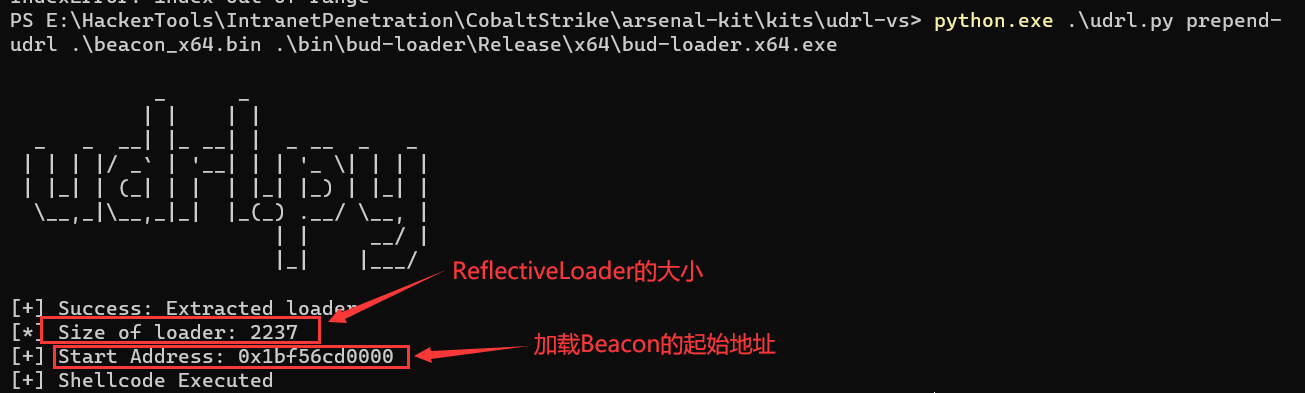 IndexError: index out of range
PS E:\HackerTools\IntranetPenetration\CobaltStrike\arsenal-kit\kits\udrl-vs> python.exe .\udrl.py prepend-
udrl .\beacon_x64.bin .\bin\bud-loader\Release\x64\bud-loader.x64.exe
udrl.py
ReflectiveLoader的大小
[+] Success: Extracted loader
[*] Size of loader: 2237
加载Beacon的起始地址
[+] Start Address: 0x1bf56cd0000
[+] Shellcode Executed